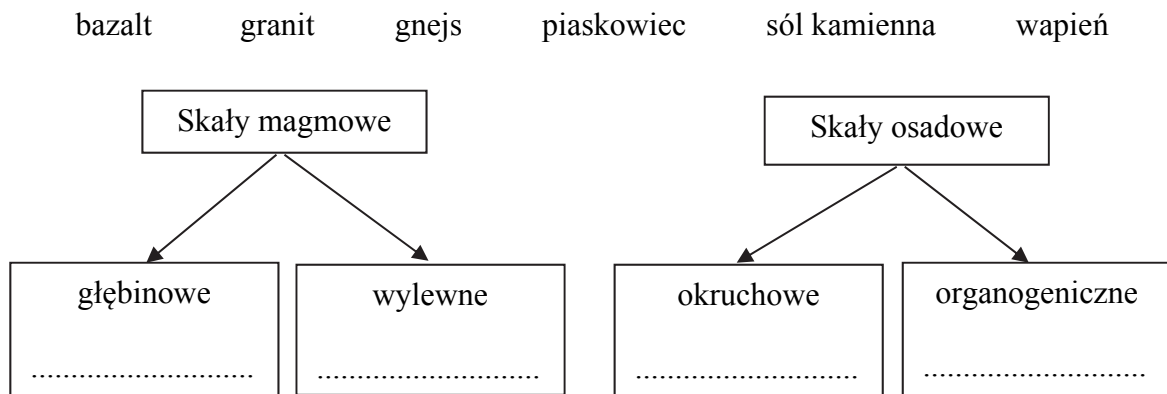 bazalt granit gnejs piaskowiec sól kamienna wapień
Skały magmowe Skały osadowe
głębinowe wylewne okruchowe organogeniczne
............................ ............................ ............................ ............................